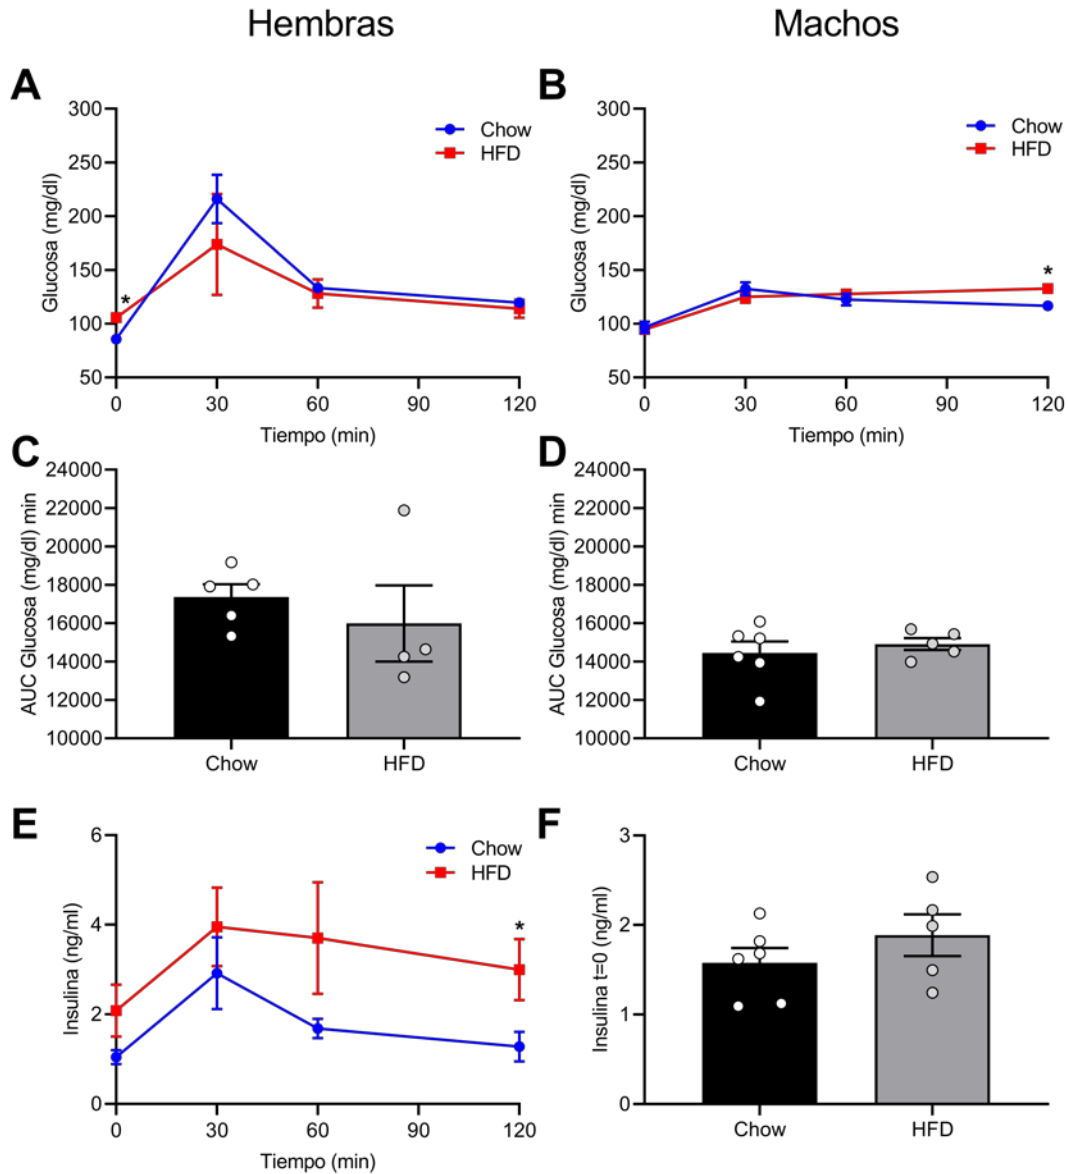 Hembras
Machos
A
Glucosa (mg/dl)
300
250
200
150
100
50
*
Chow
HFD
0 30 60 90 120
Tiempo (min)
B
Glucosa (mg/dl)
300
250
200
150
100
50
Chow
HFD
*
0 30 60 90 120
Tiempo (min)
C
AUC Glucosa (mg/dl) min
24000
22000
20000
18000
16000
14000
12000
10000
Chow HFD
D
AUC Glucosa (mg/dl) min
24000
22000
20000
18000
16000
14000
12000
10000
Chow HFD
E
Insulina (ng/ml)
6
4
2
0
Chow
HFD
*
0 30 60 90 120
Tiempo (min)
F
Insulina t=0 (ng/ml)
3
2
1
0
Chow HFD